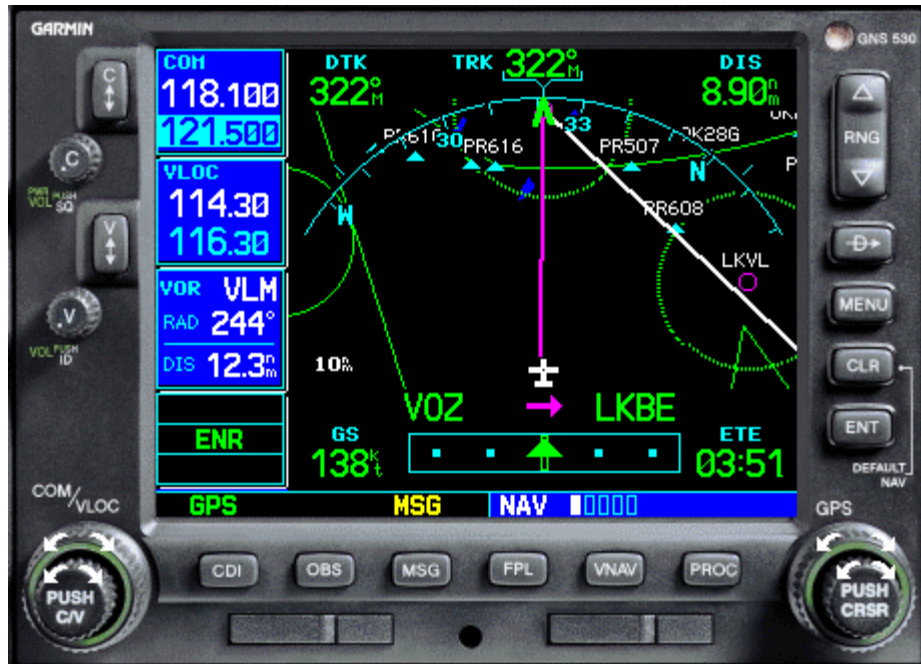 GARMIN
GNS 530
COM
118.100
121.500
VLOC
114.30
116.30
VOR VLM
RAD 244°
DIS 12.3nm
ENR
GPS
MSG
NAV
DTK
322°M
TRK 322°M
DIS
8.90nm
30
33
W
N
PR616
PR507
OK28G
PR608
LKVL
10nm
VOZ
LKBE
GS
138kt
ETE
03:51
C
.C
PWR
VOL
PUSH
SQ
V
.V
VOL
PUSH
ID
COM/VLOC
PUSH
C/V
RNG
D
MENU
CLR
ENT
DEFAULT
NAV
GPS
PUSH
CRSR
CDI
OBS
MSG
FPL
VNAV
PROC